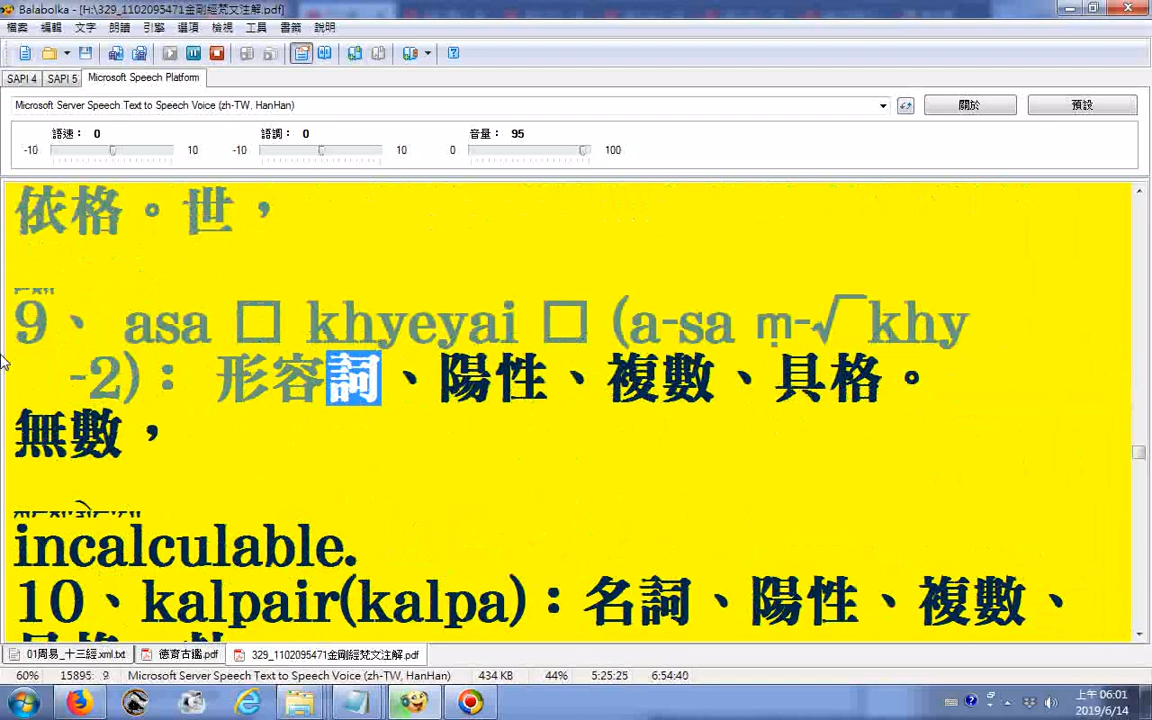 Balabolka - [H:\329_1102095471金剛經梵文注解.pdf]
檔案 編輯 文字 朗讀 引擎 選項 檢視 工具 書籤 說明
SAPI 4 SAPI 5 Microsoft Speech Platform
Microsoft Server Speech Text to Speech Voice (zh-TW, HanHan) 關於 預設
語速： 0 語調： 0 音量： 95
-10 10 -10 10 0 100
依格。世，
9、 asa □ khyeyai □ (a-sa ṃ-√khy
-2)： 形容詞、陽性、複數、具格。
無數，
incalculable.
10、kalpair(kalpa)：名詞、陽性、複數、
01周易_十三經.xml.txt 德育古鑑.pdf 329_1102095471金剛經梵文注解.pdf
60% 15895: 9 Microsoft Server Speech Text to Speech Voice (zh-TW, HanHan) 434 KB 44% 5:25:25 6:54:40
上午 06:01
2019/6/14